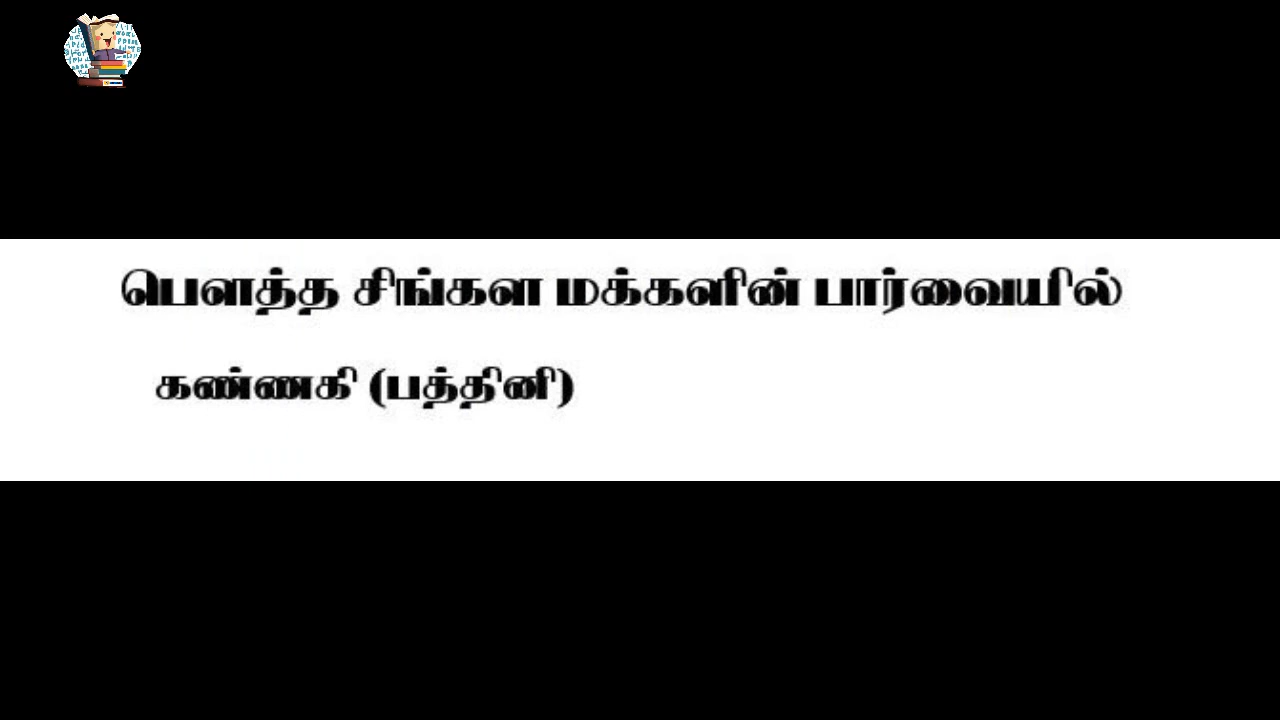 பௌத்த சிங்கள மக்களின் பார்வையில்
கண்ணகி (பத்தினி)